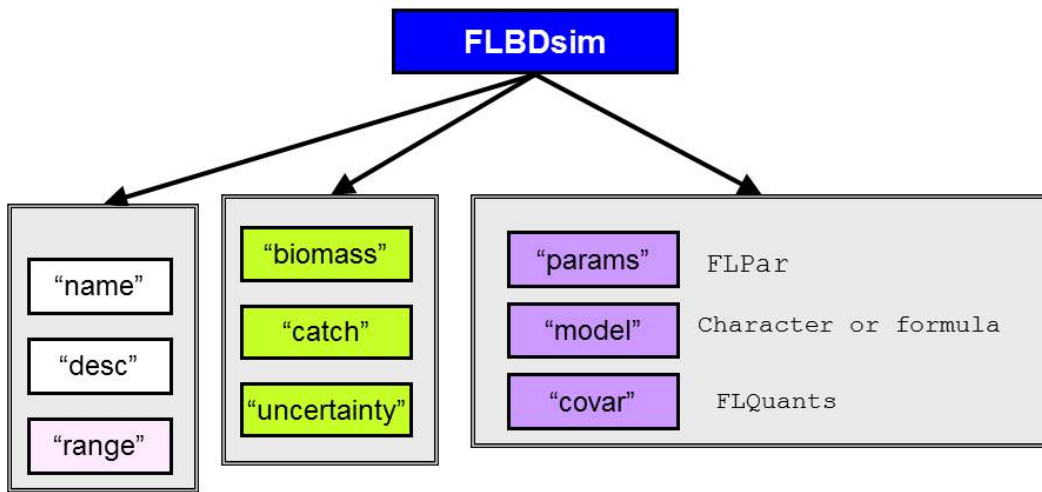 FLBDsim
“name”
“desc”
“range”
“biomass”
“catch”
“uncertainty”
“params” FLPar
“model” Character or formula
“covar” FLQuants